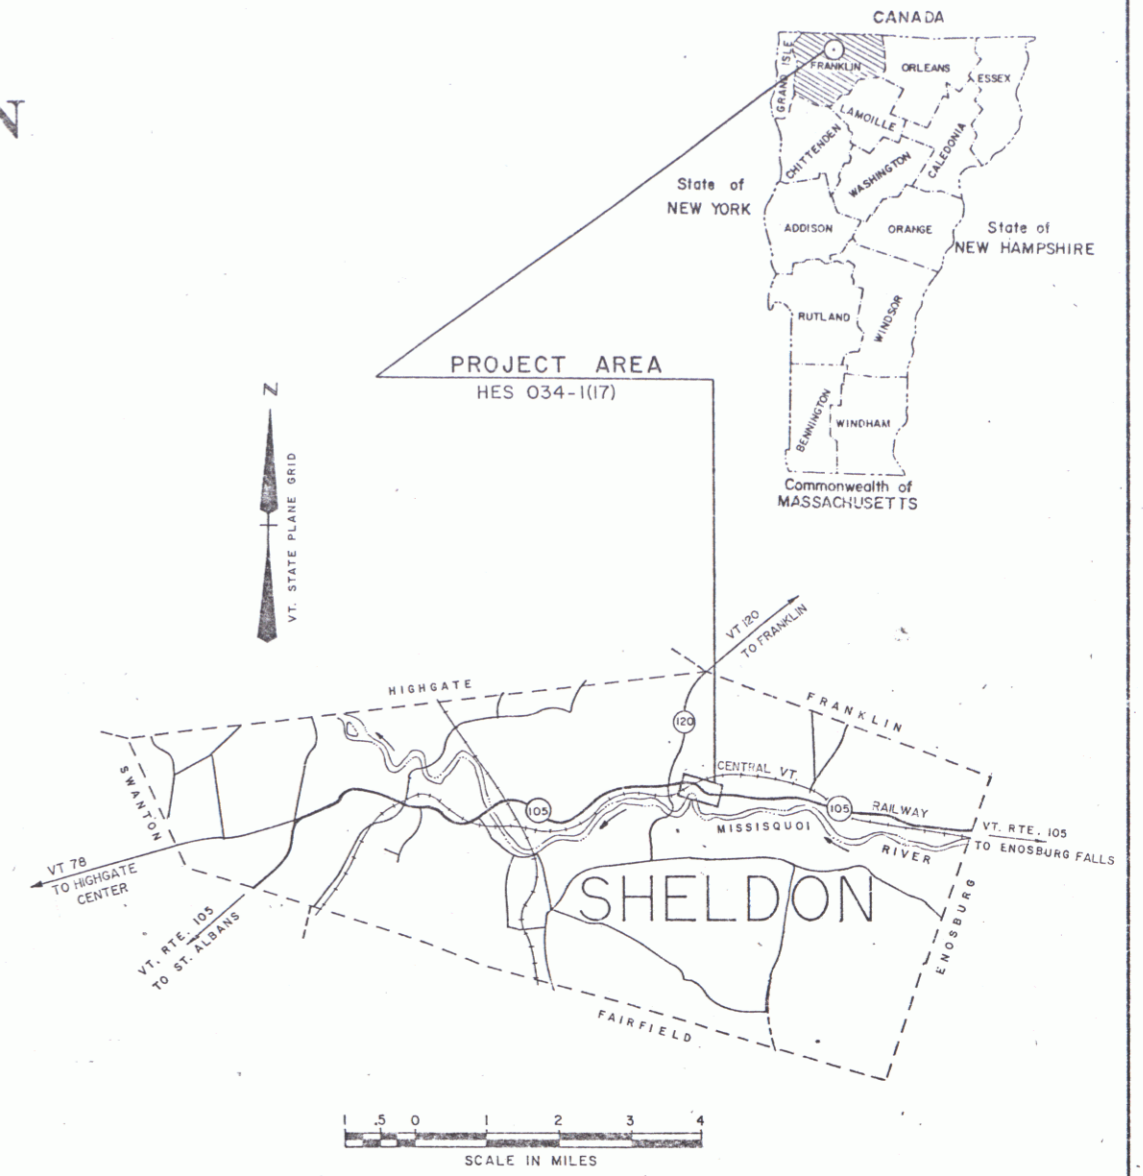 N
CANADA
GRAND ISLE
FRANKLIN
ORLEANS
ESSEX
LAMOILLE
CHITTENDEN
WASHINGTON
CALEDONIA
State of
NEW YORK
ADDISON
ORANGE
State of
NEW HAMPSHIRE
RUTLAND
WINDSOR
BENNINGTON
WINDHAM
Commonwealth of
MASSACHUSETTS
PROJECT AREA
HES 034-1(17)
N
VT. STATE PLANE GRID
VT 120
TO FRANKLIN
HIGHGATE
FRANKLIN
120
SWANTON
CENTRAL VT.
RAILWAY
105
105
MISSISQUOI
RIVER
VT. RTE. 105
TO ENOSBURG FALLS
VT 78
TO HIGHGATE
CENTER
SHELDON
VT. RTE. 105
TO ST. ALBANS
ENOSBURG
FAIRFIELD
1 .5 0 1 2 3 4
SCALE IN MILES